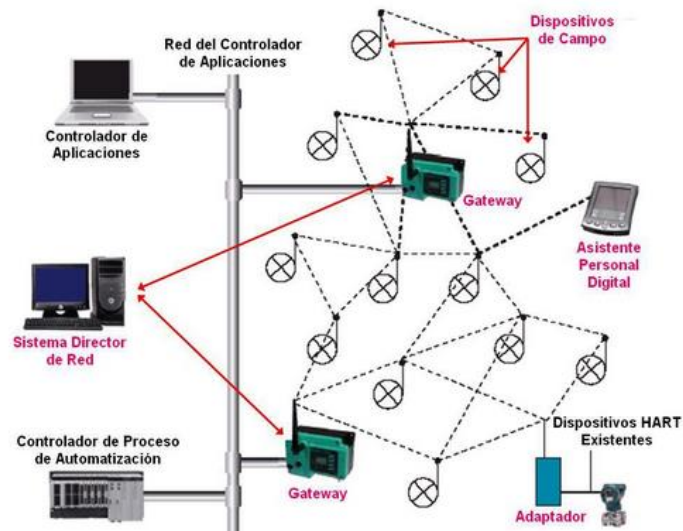 Dispositivos
de Campo
Red del Controlador
de Aplicaciones
Controlador de
Aplicaciones
Gateway
Asistente
Personal
Digital
Sistema Director
de Red
Controlador de Proceso
de Automatización
Gateway
Dispositivos HART
Existentes
Adaptador